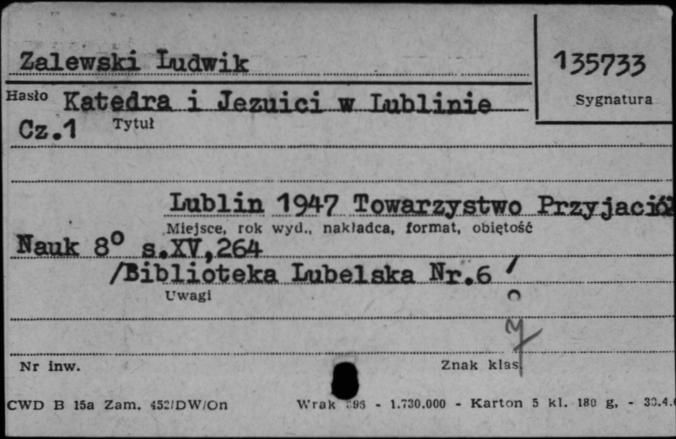 Zalewski Ludwik
135733
Hasło Katedra i Jezuici w Lublinie
Sygnatura
Cz.1 Tytuł
Lublin 1947 Towarzystwo Przyjaciół
Miejsce, rok wyd., nakładca, format, objętość
Nauk 8° s.XV,264
/Biblioteka Lubelska Nr.6 /
Uwagi
Nr inw.
Znak klas
CWD B 15a Zam. 452/DW/On Wrak - 1.730.000 - Karton 5 kl. 180 g. -